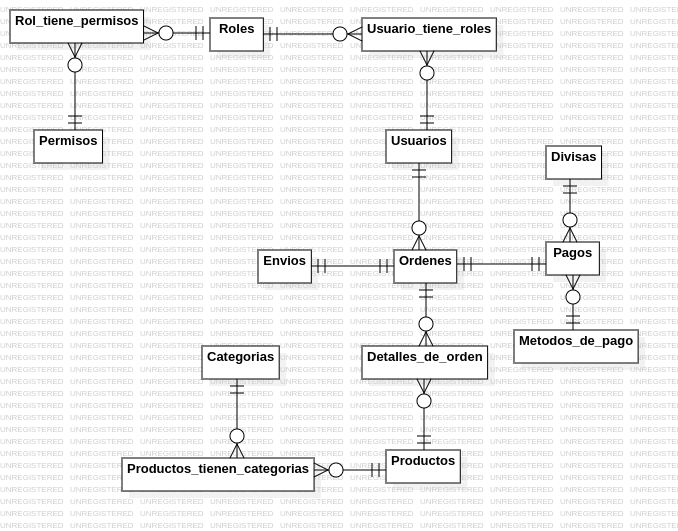 Rol_tiene_permisos
Roles
Usuario_tiene_roles
Permisos
Usuarios
Divisas
Envios
Ordenes
Pagos
Metodos_de_pago
Categorias
Detalles_de_orden
Productos_tienen_categorias
Productos
UNREGISTERED